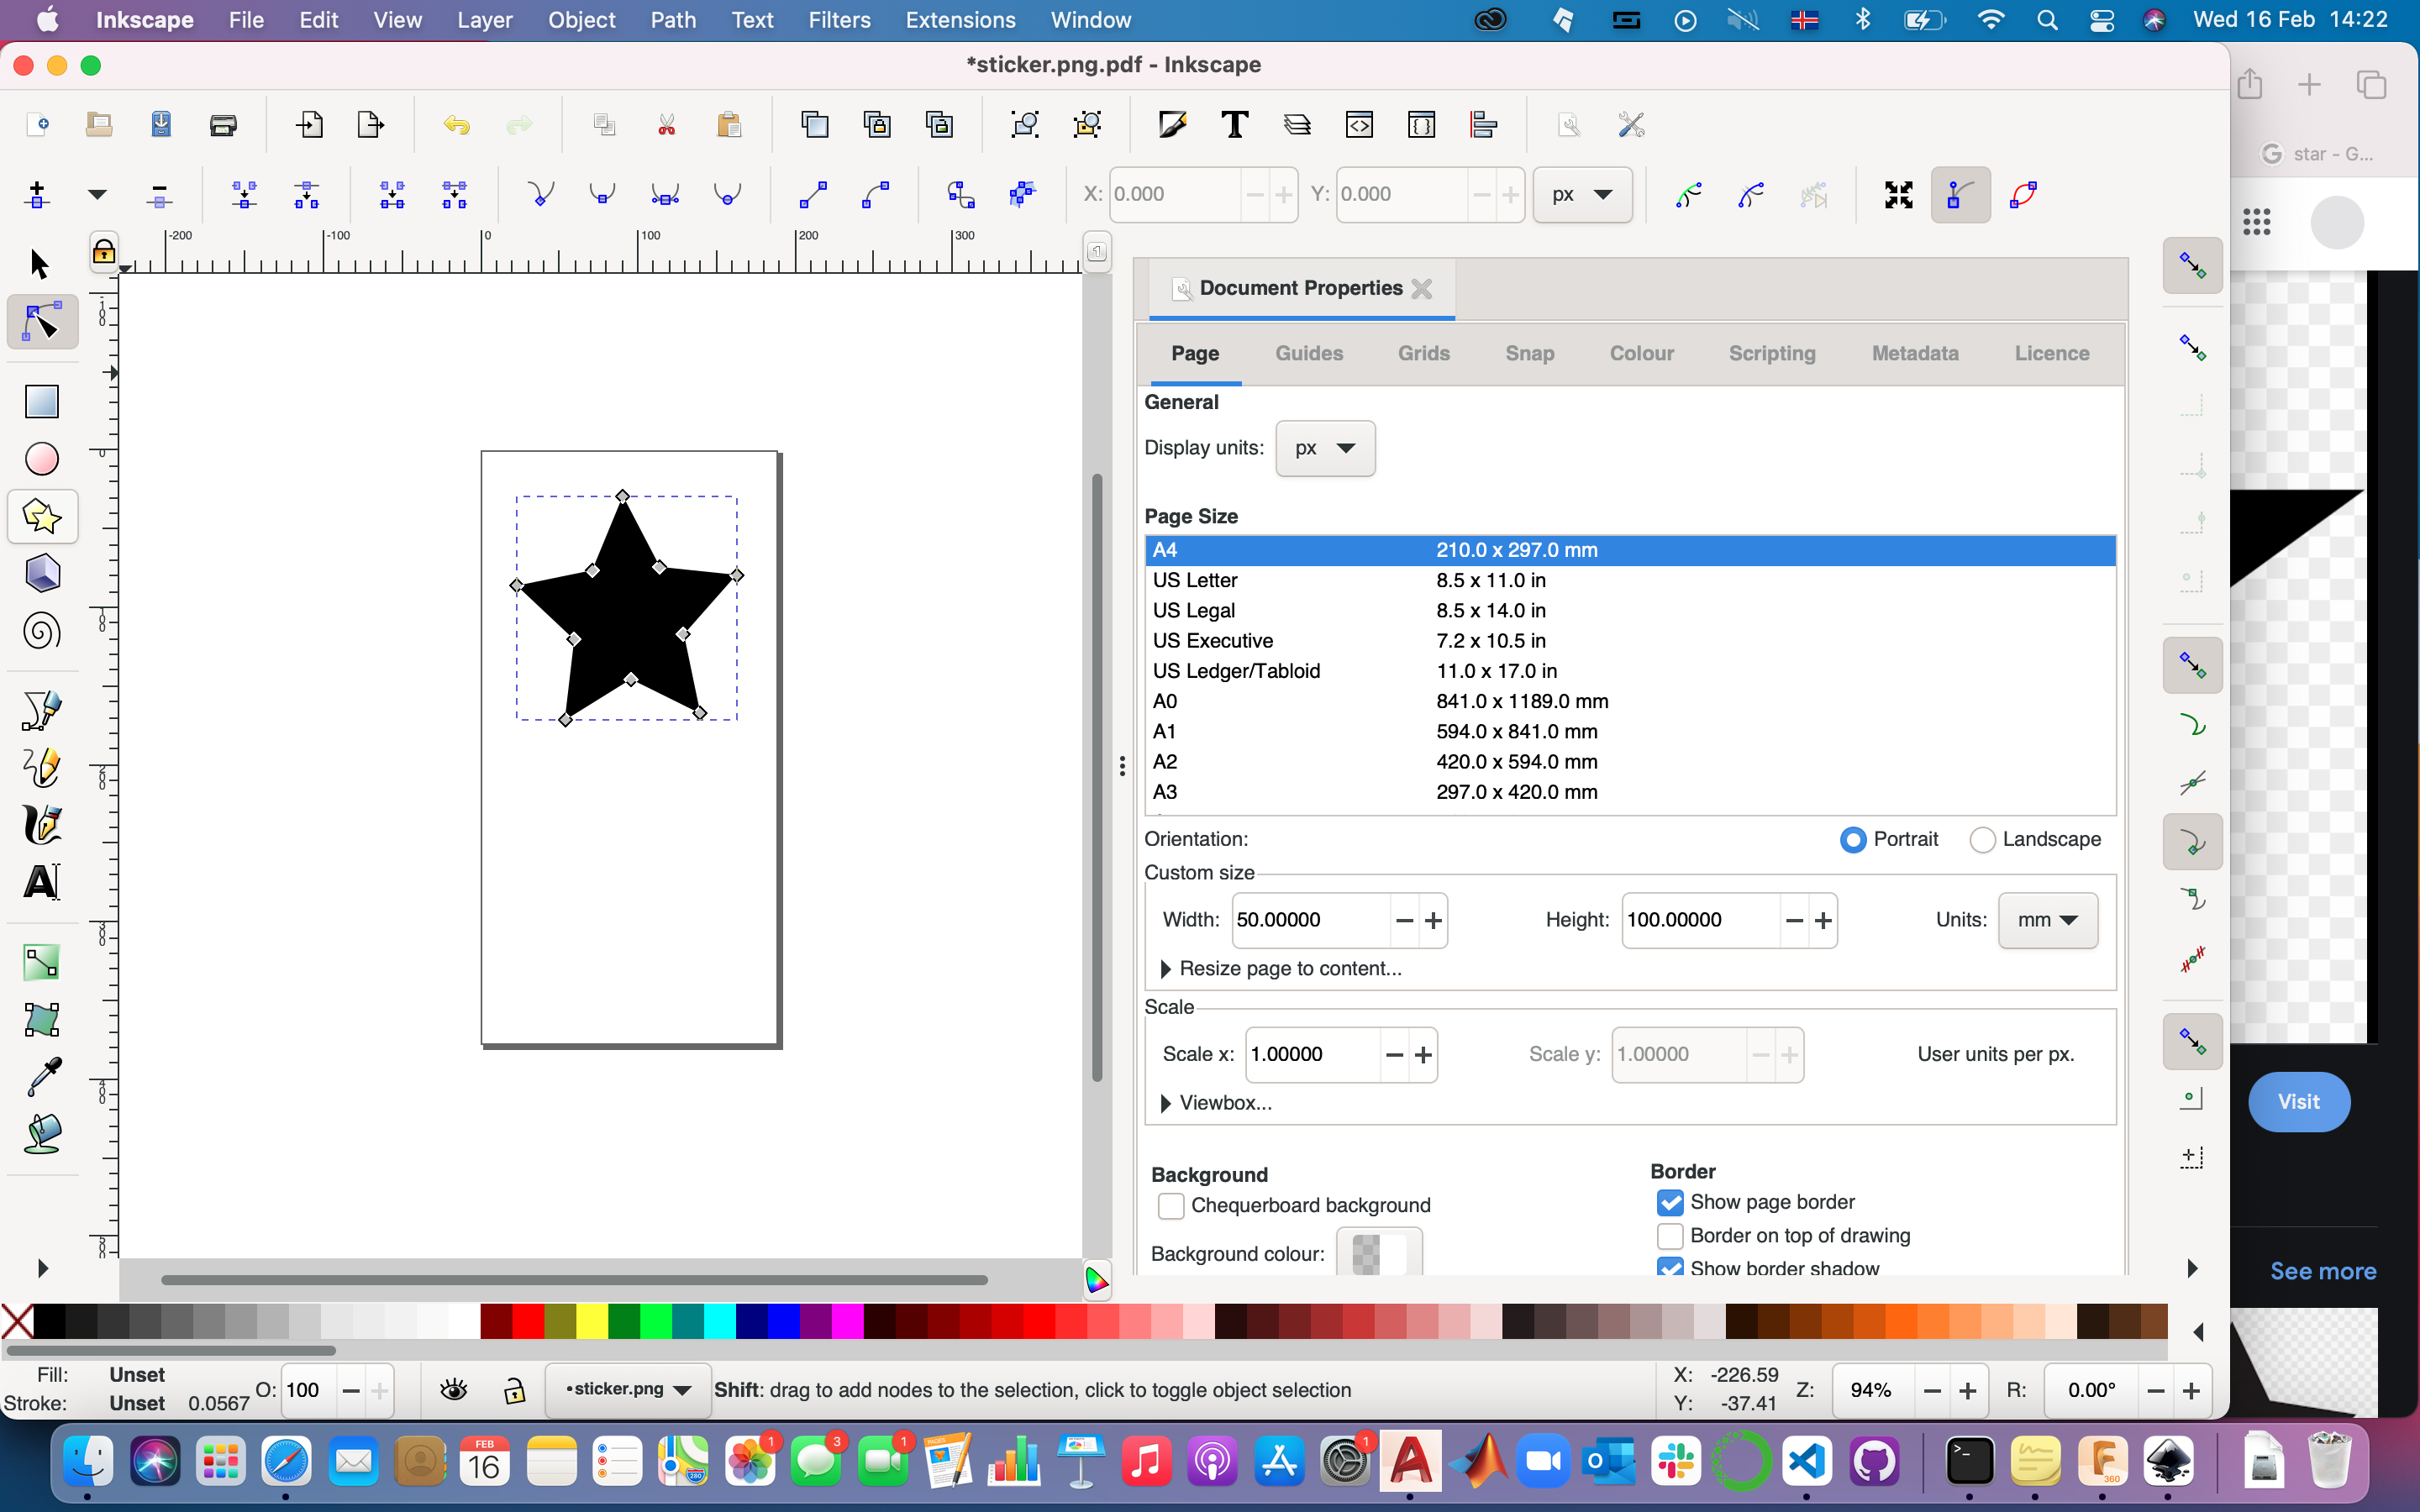 Inkscape File Edit View Layer Object Path Text Filters Extensions Window Wed 16 Feb 14:22
*sticker.png.pdf - Inkscape
star - G...
X: 0.000 Y: 0.000 px
-200 -100 0 100 200 300
Document Properties
Page Guides Grids Snap Colour Scripting Metadata Licence
General
Display units: px
Page Size
A4 210.0 x 297.0 mm
US Letter 8.5 x 11.0 in
US Legal 8.5 x 14.0 in
US Executive 7.2 x 10.5 in
US Ledger/Tabloid 11.0 x 17.0 in
A0 841.0 x 1189.0 mm
A1 594.0 x 841.0 mm
A2 420.0 x 594.0 mm
A3 297.0 x 420.0 mm
Orientation: Portrait Landscape
Custom size
Width: 50.00000 Height: 100.00000 Units: mm
Resize page to content...
Scale
Scale x: 1.00000 Scale y: 1.00000 User units per px.
Viewbox...
Visit
Background Border
Chequerboard background Show page border
Border on top of drawing
Background colour: Show border shadow
See more
Fill: Unset
Stroke: Unset 0.0567 O: 100 •sticker.png Shift: drag to add nodes to the selection, click to toggle object selection
X: -226.59
Y: -37.41
Z: 94% R: 0.00°
FEB
16
1 3 1 1
PAGES
280
360